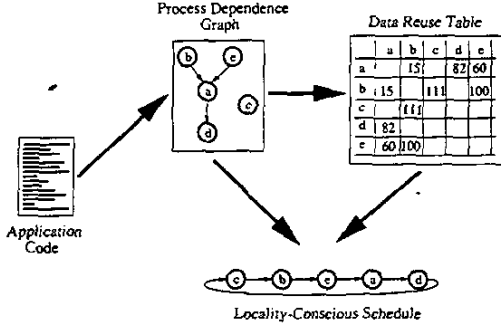 Process Dependence
Graph
b e
a
c
d
Data Reuse Table
a b c d e
a 15 82 60
b 15 111 100
c 111
d 82
e 60 100
Application
Code
c b e a d
Locality-Conscious Schedule